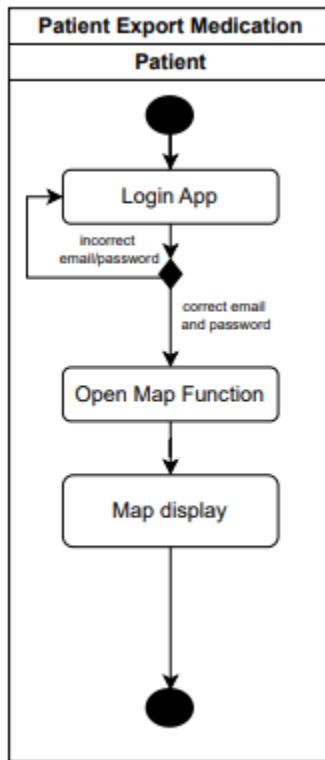 Patient Export Medication
Patient
Login App
incorrect
email/password
correct email
and password
Open Map Function
Map display